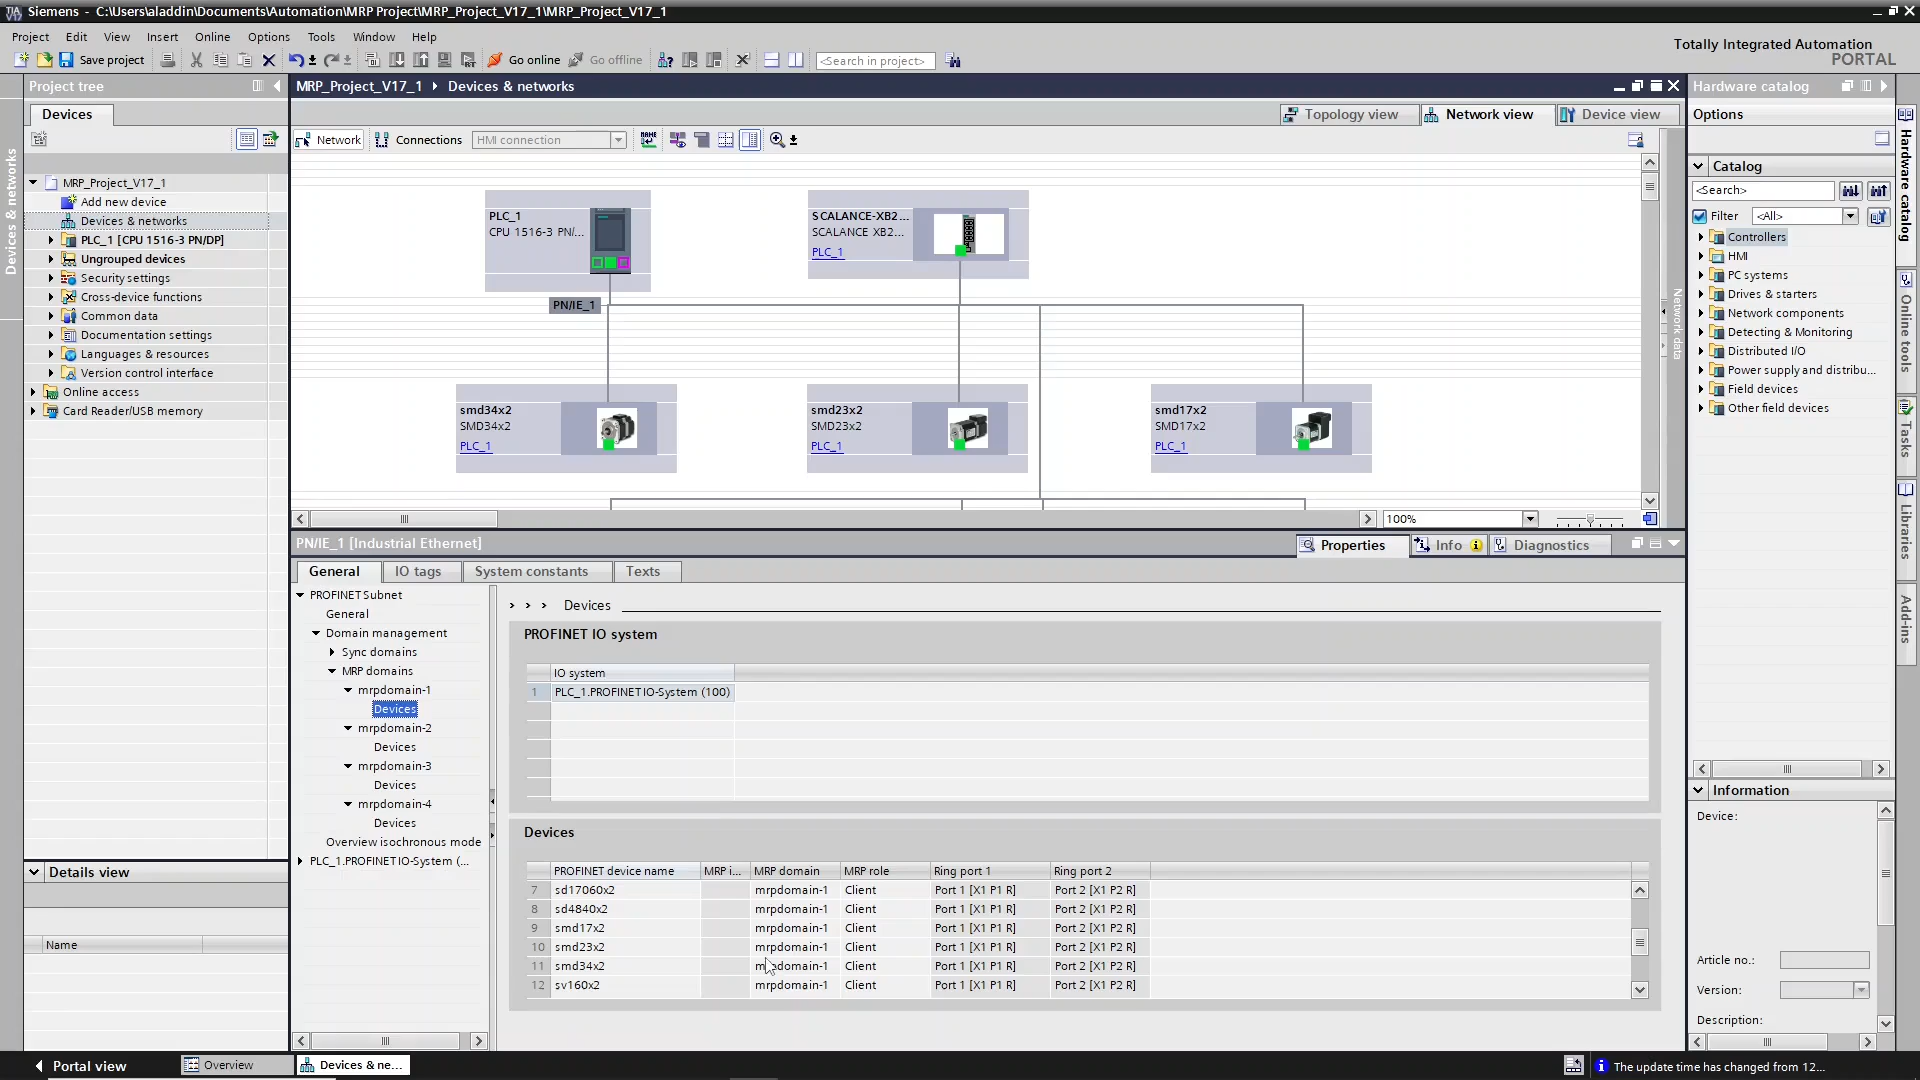 Siemens - C:\Users\aladdin\Documents\Automation\MRP Project\MRP_Project_V17_1\MRP_Project_V17_1
Project Edit View Insert Online Options Tools Window Help
Totally Integrated Automation
PORTAL
Save project
Go online
Go offline
<Search in project>
Project tree
MRP_Project_V17_1 Devices & networks
Hardware catalog
Devices
Topology view
Network view
Device view
Options
Network
Connections
HMI connection
Devices & networks
MRP_Project_V17_1
Add new device
Devices & networks
PLC_1 [CPU 1516-3 PN/DP]
Ungrouped devices
Security settings
Cross-device functions
Common data
Documentation settings
Languages & resources
Version control interface
Online access
Card Reader/USB memory
PLC_1
CPU 1516-3 PN/...
SCALANCE-XB2...
SCALANCE XB2...
PLC_1
PN/IE_1
smd34x2
SMD34x2
PLC_1
smd23x2
SMD23x2
PLC_1
smd17x2
SMD17x2
PLC_1
Network data
100%
Catalog
<Search>
Filter
<All>
Controllers
HMI
PC systems
Drives & starters
Network components
Detecting & Monitoring
Distributed I/O
Power supply and distribu...
Field devices
Other field devices
Hardware catalog
Online tools
Tasks
Libraries
Add-ins
PN/IE_1 [Industrial Ethernet]
Properties
Info
Diagnostics
General
IO tags
System constants
Texts
PROFINET Subnet
General
Domain management
Sync domains
MRP domains
mrpdomain-1
Devices
mrpdomain-2
Devices
mrpdomain-3
Devices
mrpdomain-4
Devices
Overview isochronous mode
PLC_1.PROFINET IO-System (...
> > > Devices
PROFINET IO system
IO system
1 PLC_1.PROFINET IO-System (100)
Devices
PROFINET device name MRP i... MRP domain MRP role Ring port 1 Ring port 2
7 sd17060x2 mrpdomain-1 Client Port 1 [X1 P1 R] Port 2 [X1 P2 R]
8 sd4840x2 mrpdomain-1 Client Port 1 [X1 P1 R] Port 2 [X1 P2 R]
9 smd17x2 mrpdomain-1 Client Port 1 [X1 P1 R] Port 2 [X1 P2 R]
10 smd23x2 mrpdomain-1 Client Port 1 [X1 P1 R] Port 2 [X1 P2 R]
11 smd34x2 mrpdomain-1 Client Port 1 [X1 P1 R] Port 2 [X1 P2 R]
12 sv160x2 mrpdomain-1 Client Port 1 [X1 P1 R] Port 2 [X1 P2 R]
Information
Device:
Article no.:
Version:
Description:
Details view
Name
Portal view
Overview
Devices & ne...
The update time has changed from 12...